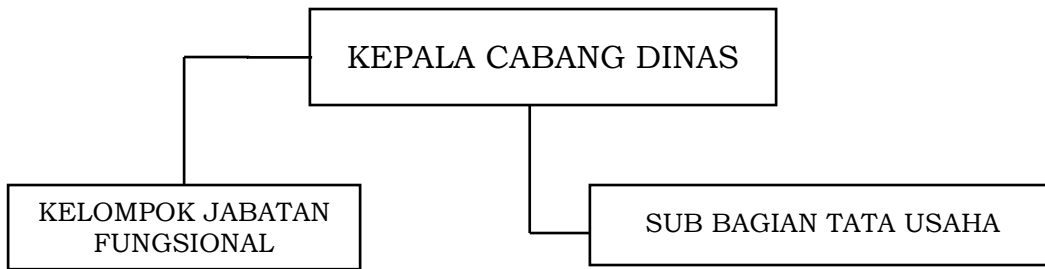 KEPALA CABANG DINAS
KELOMPOK JABATAN
FUNGSIONAL
SUB BAGIAN TATA USAHA